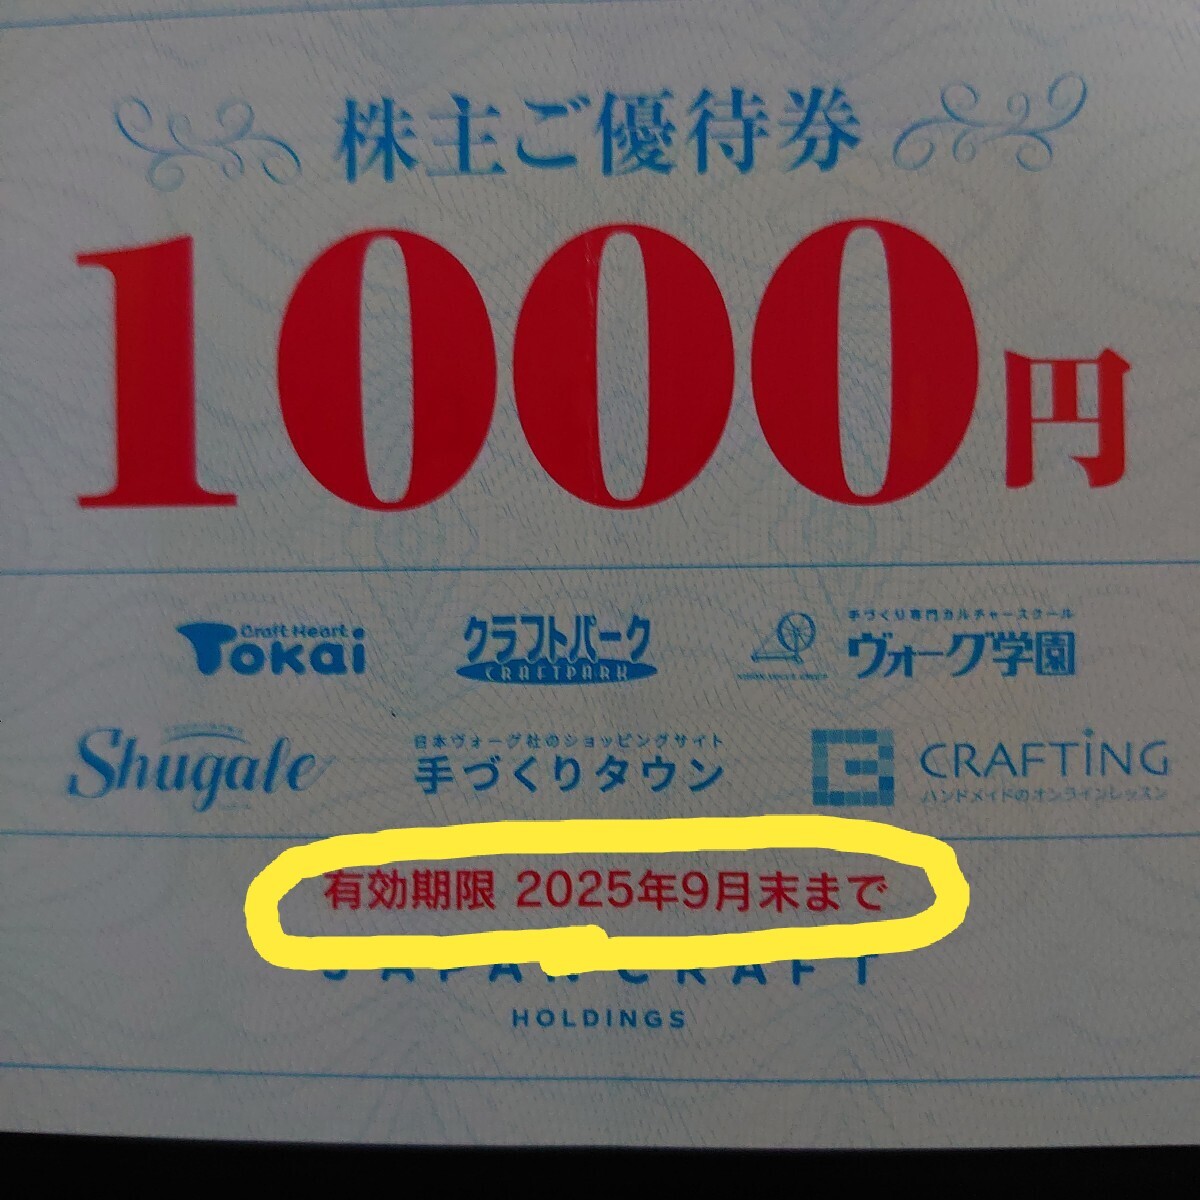 株主ご優待券
1000円
Craft Heart
Tokai
クラフトパーク
CRAFTPARK
手づくり専門カルチャースクール
ヴォーグ学園
Shugale
日本ヴォーグ社のショッピングサイト
手づくりタウン
CRAFTiNG
ハンドメイドのオンラインレッスン
有効期限 2025年9月末まで
JAPAN CRAFT
HOLDINGS